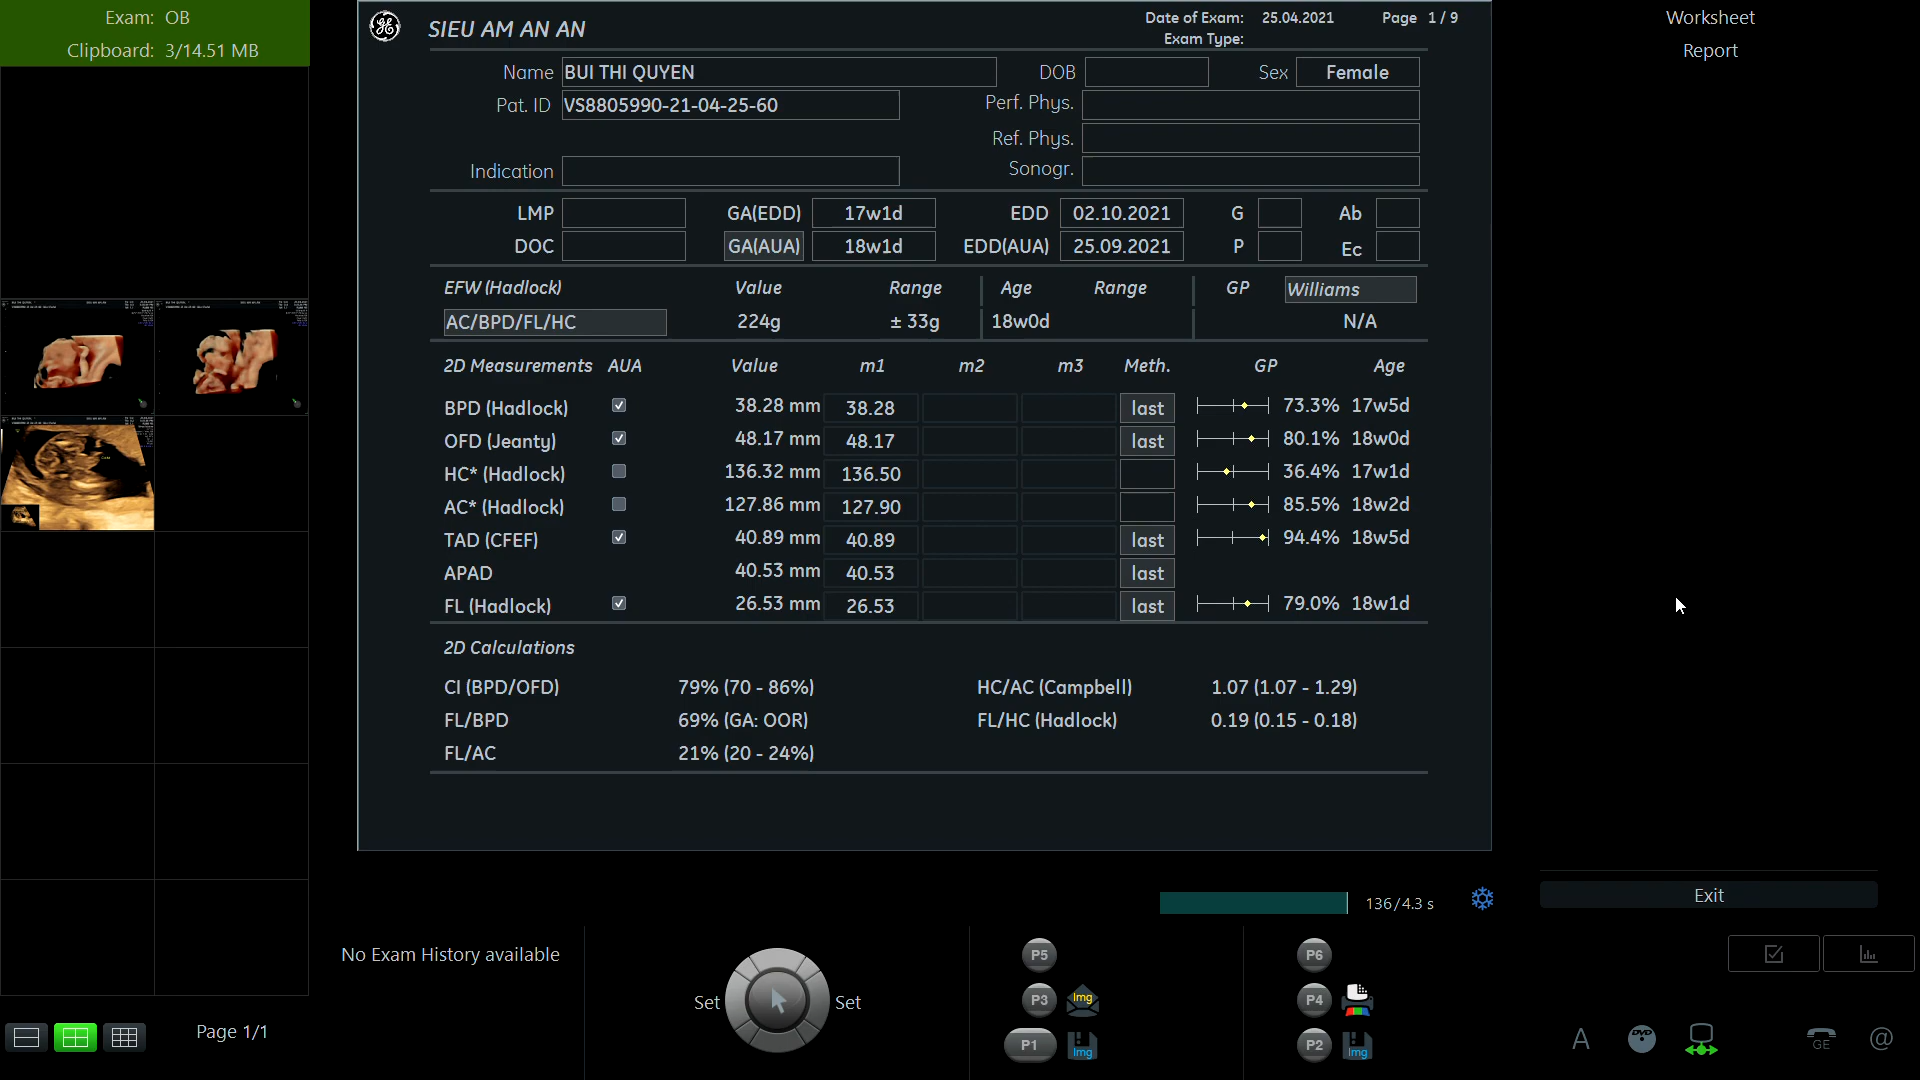 Exam: OB
Clipboard: 3/14.51 MB
SIEU AM AN AN
Date of Exam: 25.04.2021 Page 1 / 9
Exam Type:
Worksheet
Report
Name BUI THI QUYEN DOB Sex Female
Pat. ID VS8805990-21-04-25-60 Perf. Phys.
Ref. Phys.
Indication Sonogr.
LMP GA(EDD) 17w1d EDD 02.10.2021 G Ab
DOC GA(AUA) 18w1d EDD(AUA) 25.09.2021 P Ec
EFW (Hadlock) Value Range Age Range GP Williams
AC/BPD/FL/HC 224g ± 33g 18w0d N/A
2D Measurements AUA Value m1 m2 m3 Meth. GP Age
BPD (Hadlock) 38.28 mm 38.28 last 73.3% 17w5d
OFD (Jeanty) 48.17 mm 48.17 last 80.1% 18w0d
HC* (Hadlock) 136.32 mm 136.50 36.4% 17w1d
AC* (Hadlock) 127.86 mm 127.90 85.5% 18w2d
TAD (CFEF) 40.89 mm 40.89 last 94.4% 18w5d
APAD 40.53 mm 40.53 last
FL (Hadlock) 26.53 mm 26.53 last 79.0% 18w1d
2D Calculations
CI (BPD/OFD) 79% (70 - 86%) HC/AC (Campbell) 1.07 (1.07 - 1.29)
FL/BPD 69% (GA: OOR) FL/HC (Hadlock) 0.19 (0.15 - 0.18)
FL/AC 21% (20 - 24%)
136/4.3 s
Exit
No Exam History available
Set Set
P5 P6
P3 Img P4
P1 Img P2 Img
Page 1/1
A DVD GE @